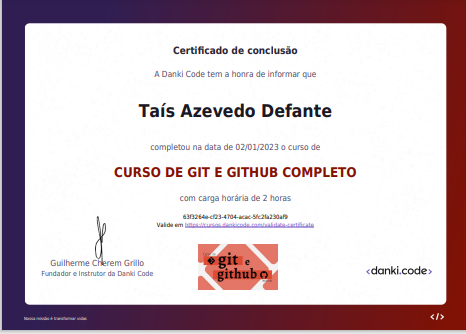 Certificado de conclusão
A Danki Code tem a honra de informar que
Taís Azevedo Defante
completou na data de 02/01/2023 o curso de
CURSO DE GIT E GITHUB COMPLETO
com carga horária de 2 horas
63f3264e-cf23-4704-acac-5fc2fa230af9
Valide em https://cursos.dankicode.com/validate-certificate
Guilherme Cherem Grillo
Fundador e Instrutor da Danki Code
git e
github
<danki.code>
Nossa missão é transformar vidas
</>